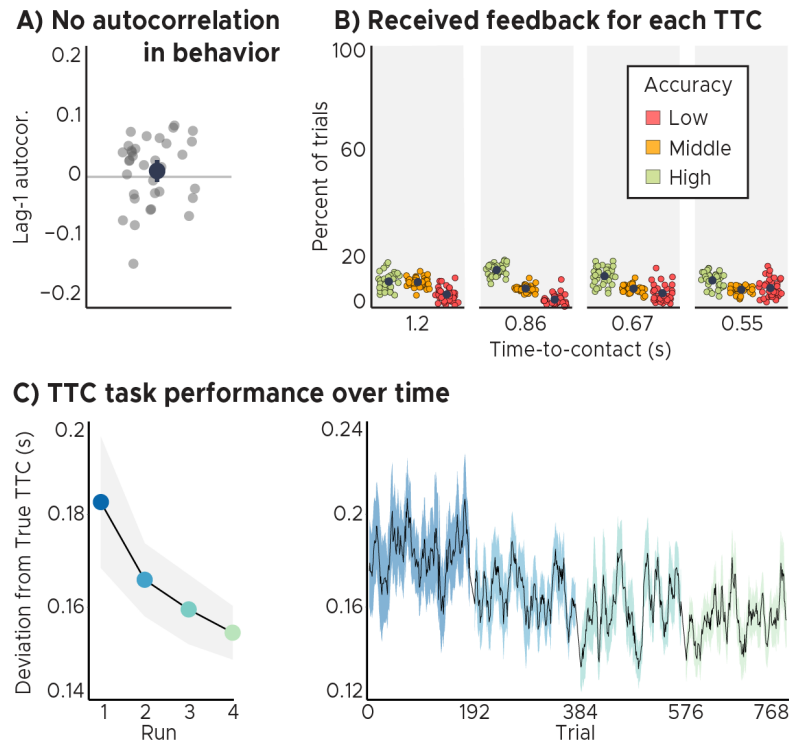 A) No autocorrelation
in behavior
0.2
0.1
0
−0.1
−0.2
Lag-1 autocor.
B) Received feedback for each TTC
100
60
20
0
Percent of trials
Accuracy
Low
Middle
High
1.2 0.86 0.67 0.55
Time-to-contact (s)
C) TTC task performance over time
0.2
0.18
0.16
0.14
Deviation from True TTC (s)
1 2 3 4
Run
0.24
0.2
0.16
0.12
0 192 384 576 768
Trial